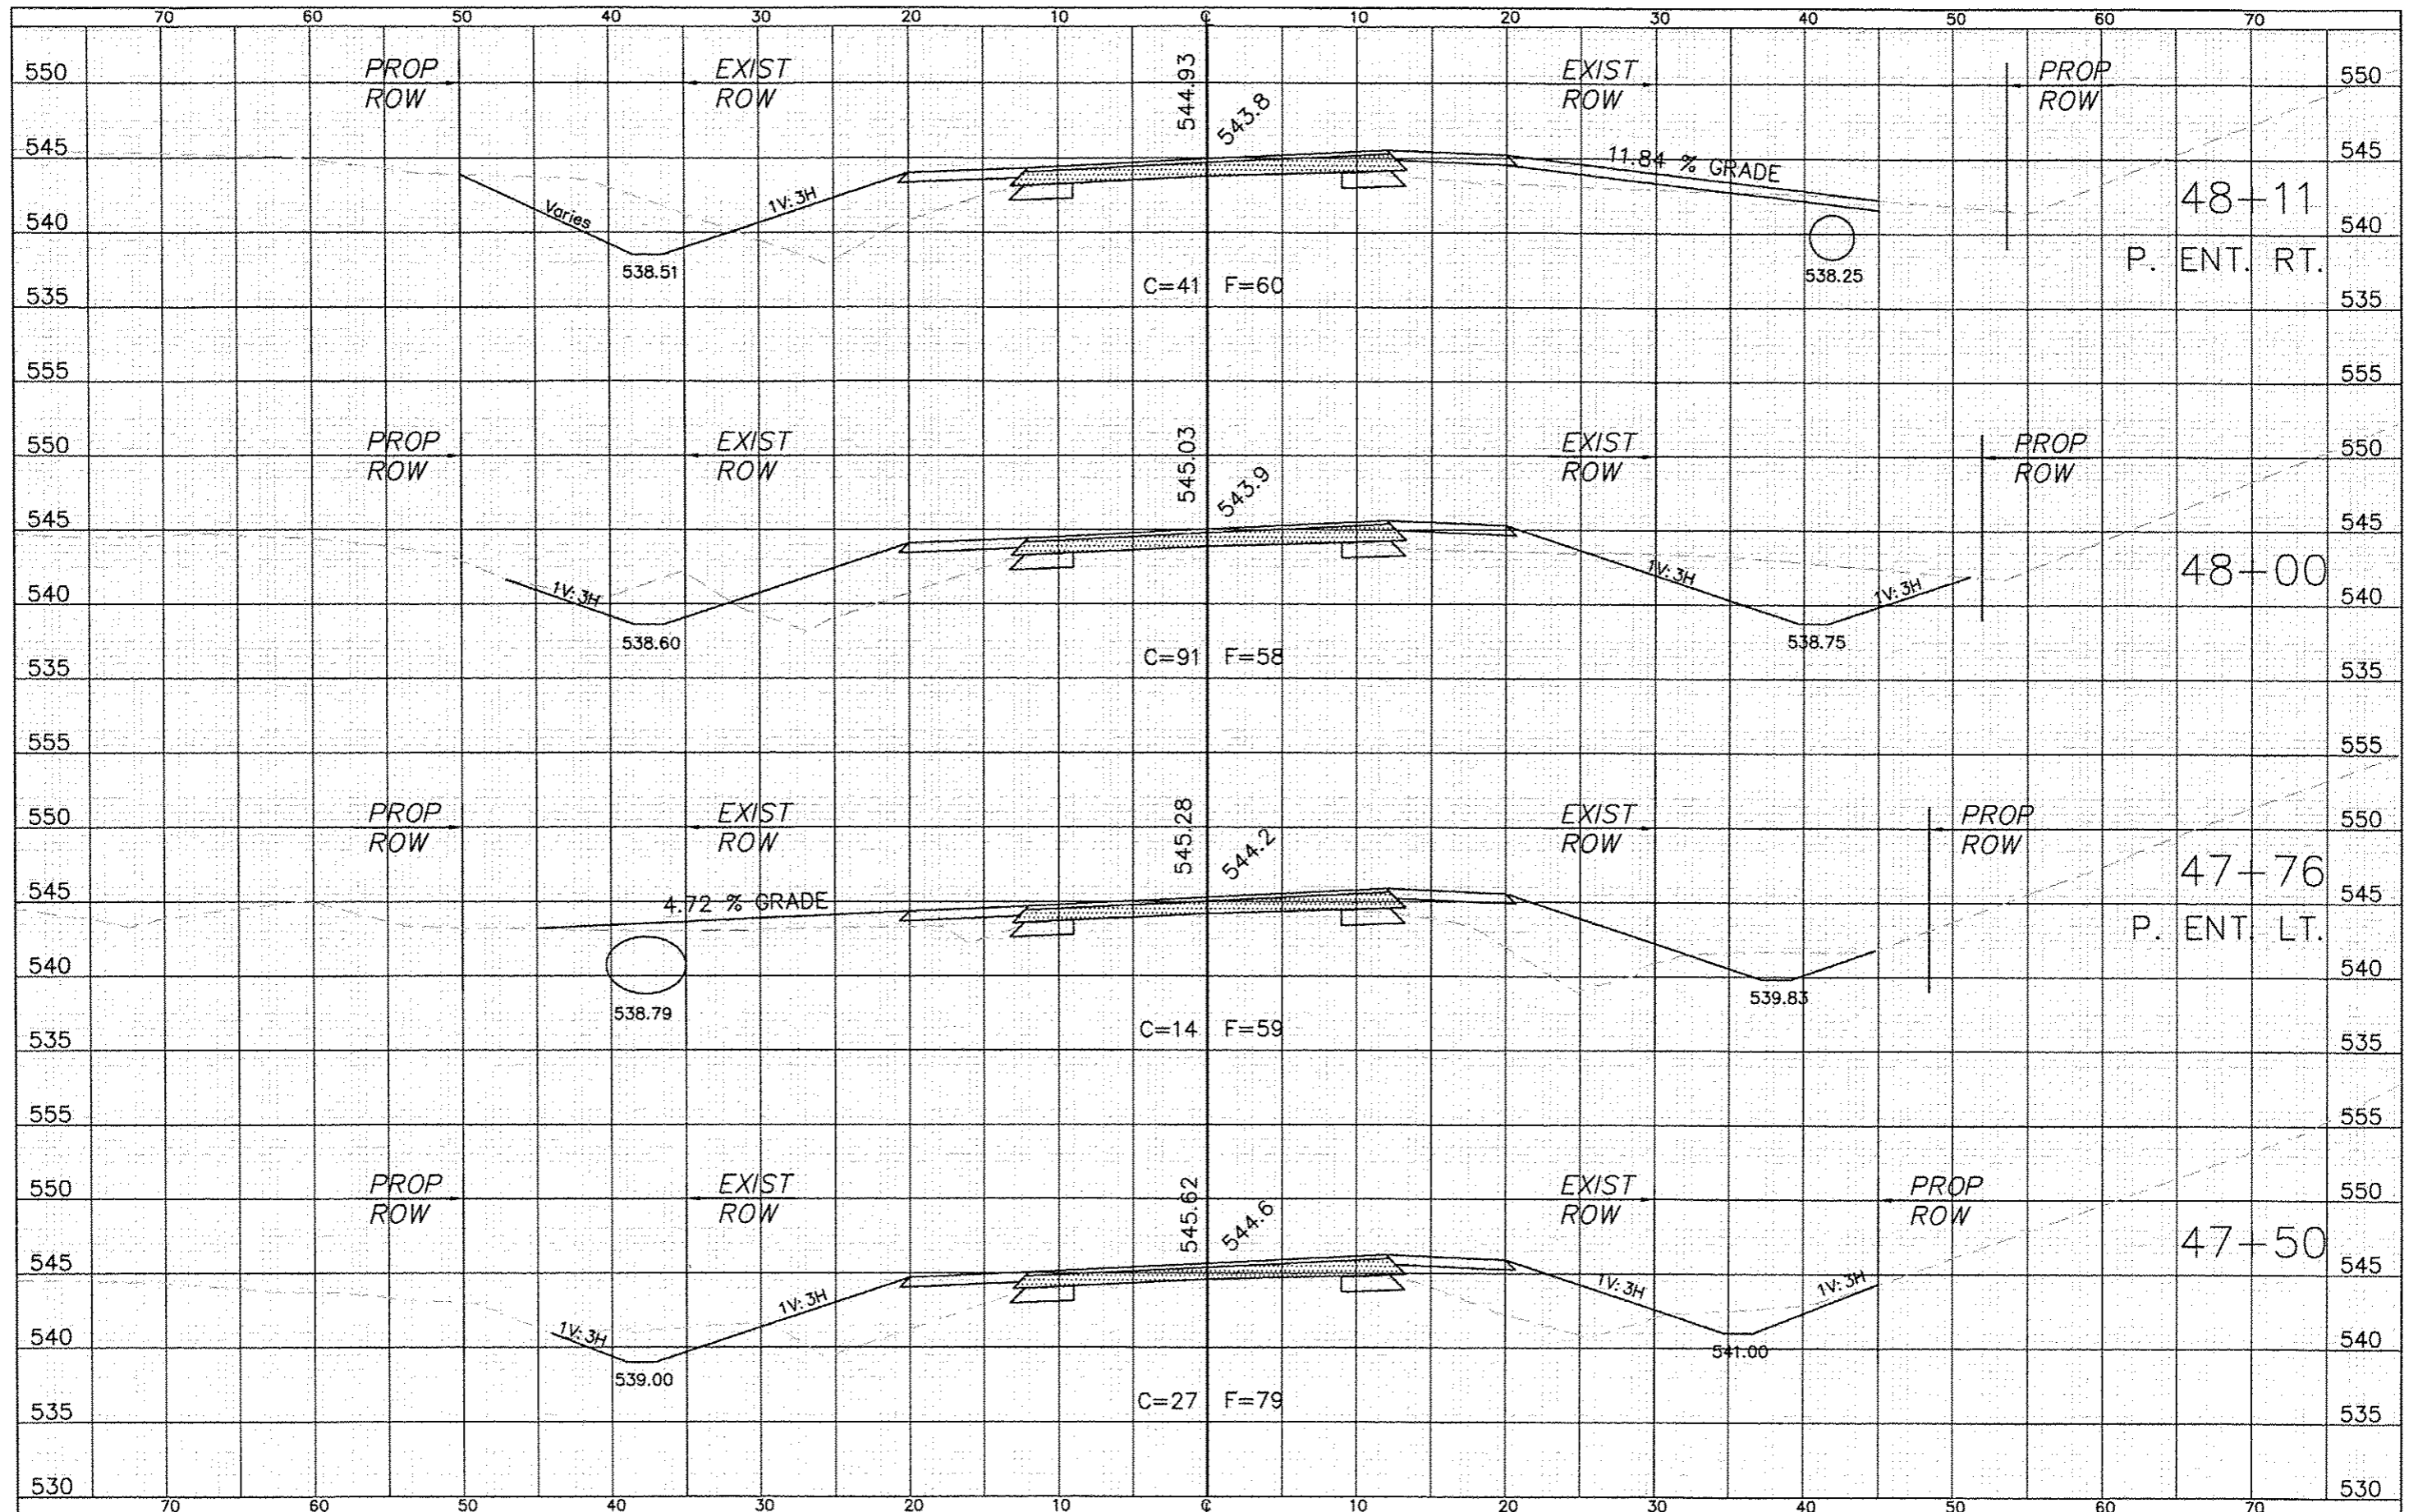 70 60 50 40 30 20 10 ℄ 10 20 30 40 50 60 70
550 PROP ROW EXIST ROW 544.93 543.8 EXIST ROW PROP ROW 550
545 11.84 % GRADE 545
Varies 1V:3H 48+11
540 540
538.51 538.25 P. ENT. RT.
C=41 F=60
535 535
555 555
550 PROP ROW EXIST ROW 545.03 543.9 EXIST ROW PROP ROW 550
545 545
1V:3H 1V:3H 1V:3H 48+00
540 540
538.60 538.75
C=91 F=58
535 535
555 555
550 PROP ROW EXIST ROW 545.28 544.2 EXIST ROW PROP ROW 550
47+76
545 4.72 % GRADE 545
P. ENT. LT.
540 540
538.79 539.83
C=14 F=59
535 535
555 555
550 PROP ROW EXIST ROW 545.62 544.6 EXIST ROW PROP ROW 550
47+50
545 545
1V:3H 1V:3H 1V:3H 1V:3H
540 540
539.00 541.00
C=27 F=79
535 535
530 530
70 60 50 40 30 20 10 ℄ 10 20 30 40 50 60 70